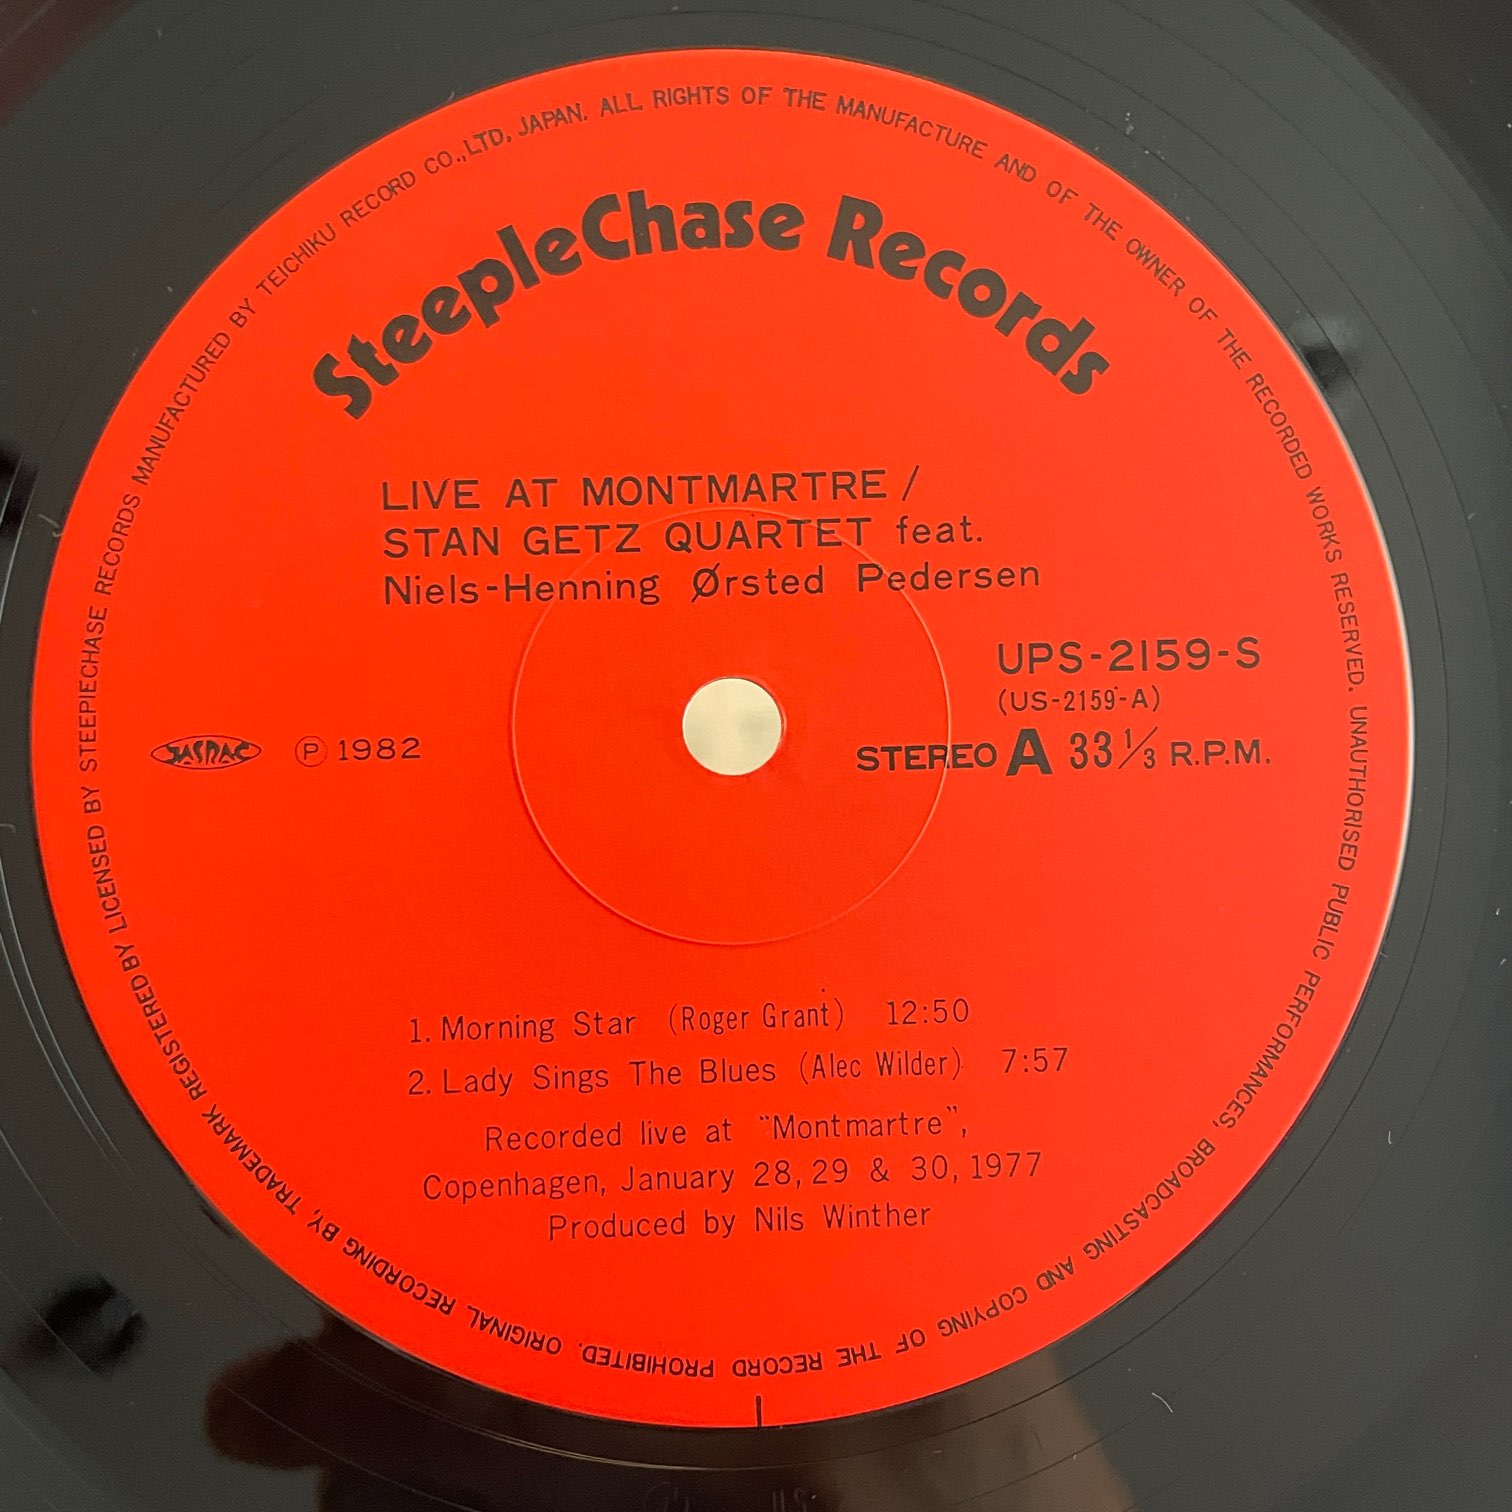 SteepleChase Records
LIVE AT MONTMARTRE /
STAN GETZ QUARTET feat.
Niels-Henning Ørsted Pedersen
UPS-2159-S
(US-2159-A)
JASRAC Ⓟ 1982
STEREO A 33 1/3 R.P.M.
1. Morning Star (Roger Grant) 12:50
2. Lady Sings The Blues (Alec Wilder) 7:57
Recorded live at "Montmartre",
Copenhagen, January 28, 29 & 30, 1977
Produced by Nils Winther
ORIGINAL RECORDING BY, TRADEMARK REGISTERED BY LICENSED BY STEEPIECHASE RECORDS MANUFACTURED BY TEICHIKU RECORD CO.,LTD, JAPAN. ALL RIGHTS OF THE MANUFACTURE AND OF THE OWNER OF THE RECORDED WORKS RESERVED. UNAUTHORISED PUBLIC PERFORMANCES, BROADCASTING AND COPYING OF THE RECORD PROHIBITED.